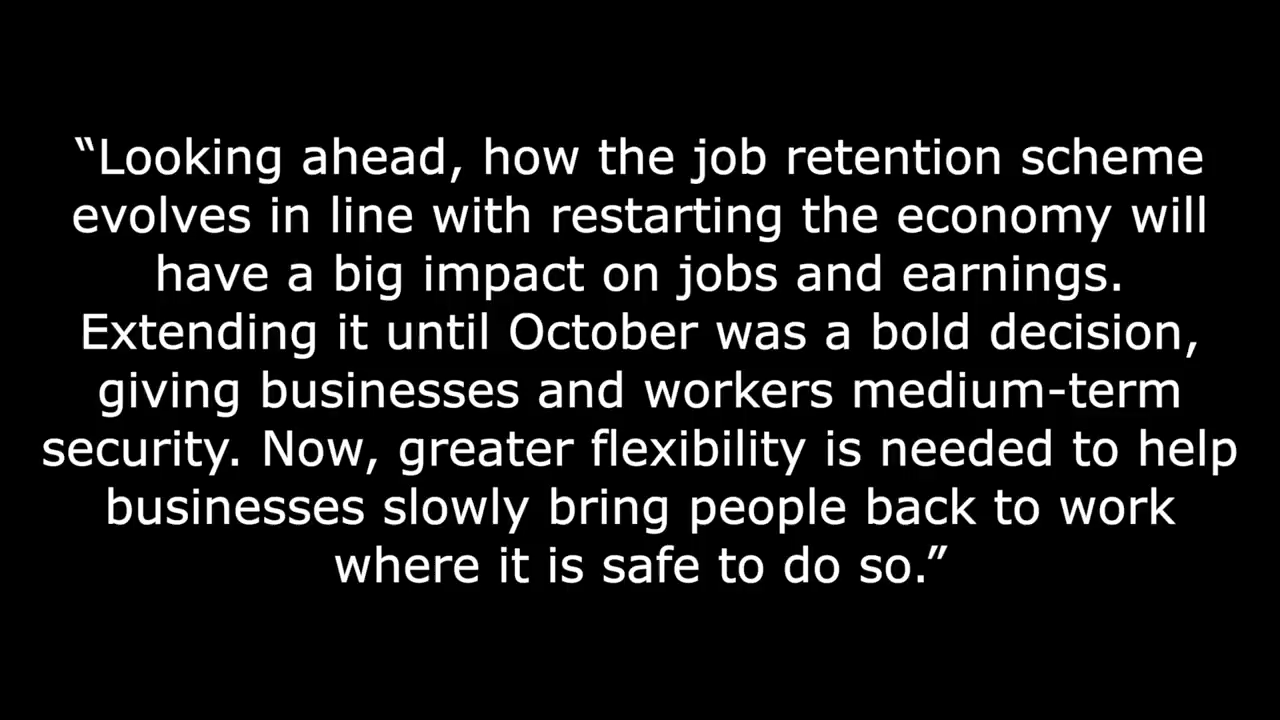 “Looking ahead, how the job retention scheme
evolves in line with restarting the economy will
have a big impact on jobs and earnings.
Extending it until October was a bold decision,
giving businesses and workers medium-term
security. Now, greater flexibility is needed to help
businesses slowly bring people back to work
where it is safe to do so.”